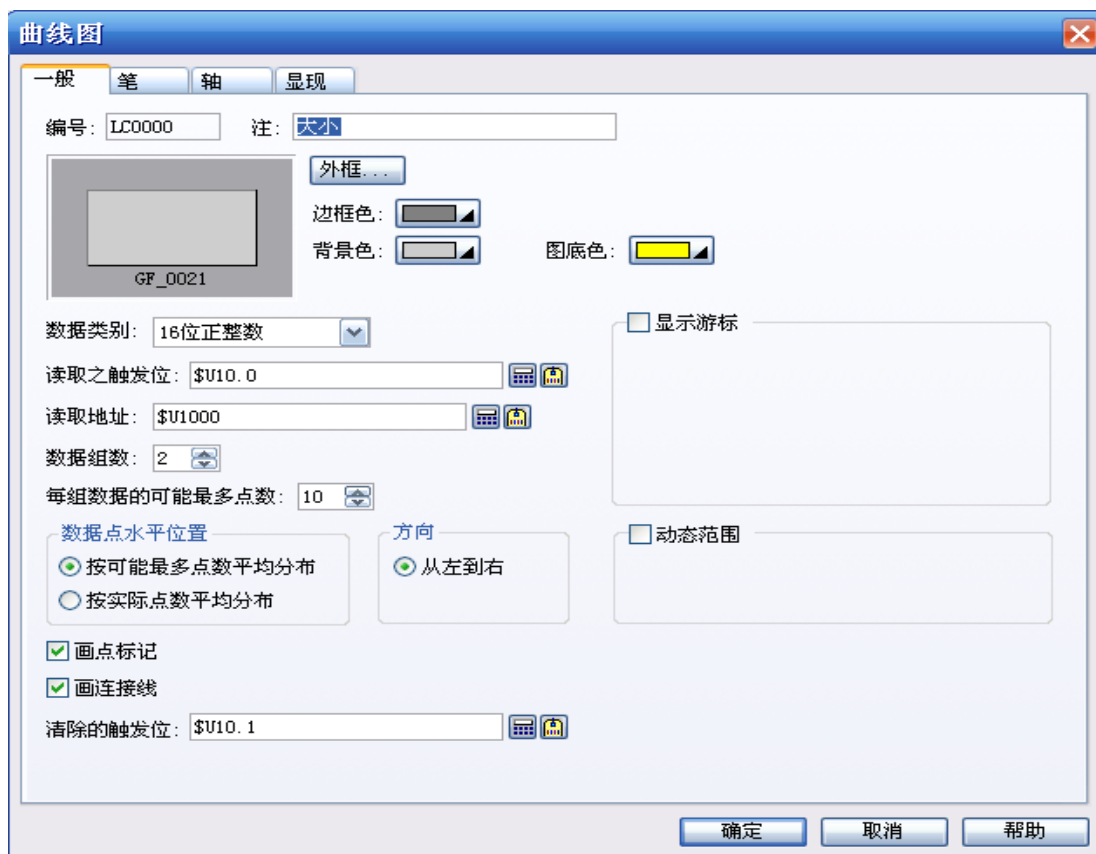 曲线图
一般 笔 轴 显现
编号: LC0000 注: 大小
外框...
边框色:
背景色: 图底色:
GF_0021
数据类别: 16位正整数 显示游标
读取之触发位: $U10.0
读取地址: $U1000
数据组数: 2
每组数据的可能最多点数: 10
数据点水平位置 方向 动态范围
按可能最多点数平均分布 从左到右
按实际点数平均分布
画点标记
画连接线
清除的触发位: $U10.1
确定 取消 帮助